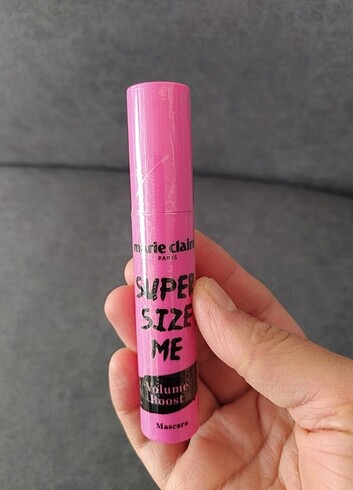 marie claire
PARIS
SUPER
SIZE
ME
Volume
Boost
Mascara